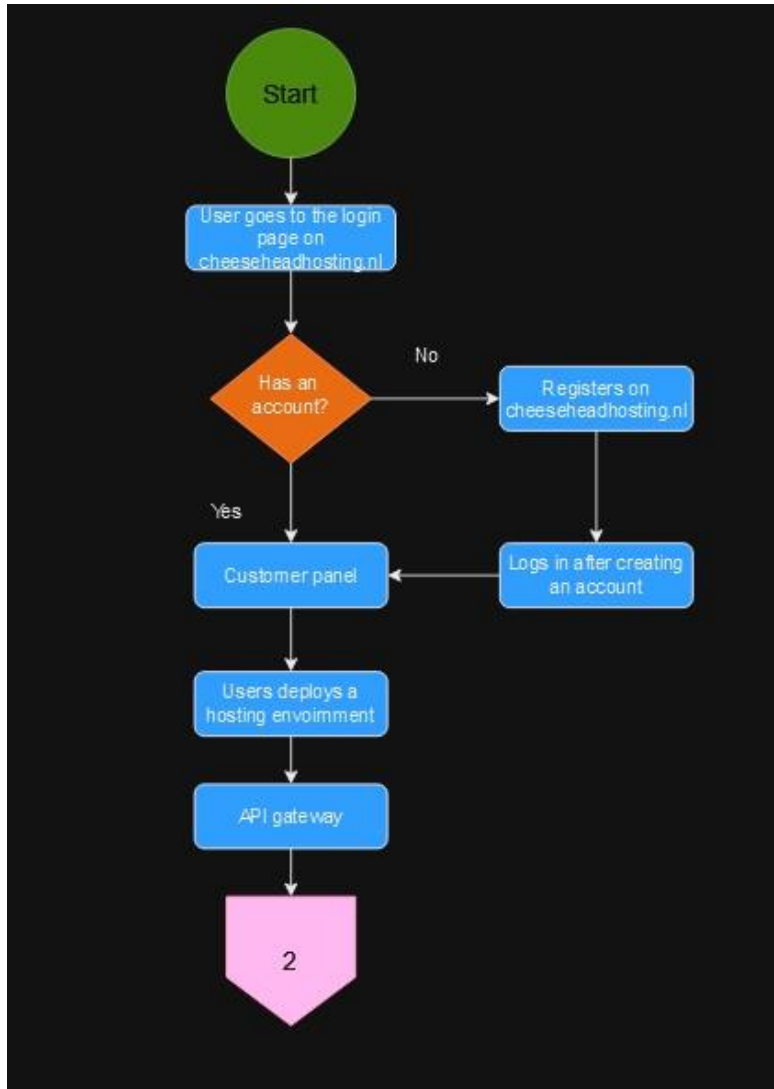 Start
User goes to the login
page on
cheeseheadhosting.nl
Has an
account?
No
Registers on
cheeseheadhosting.nl
Yes
Customer panel
Logs in after creating
an account
Users deploys a
hosting envoirnment
API gateway
2